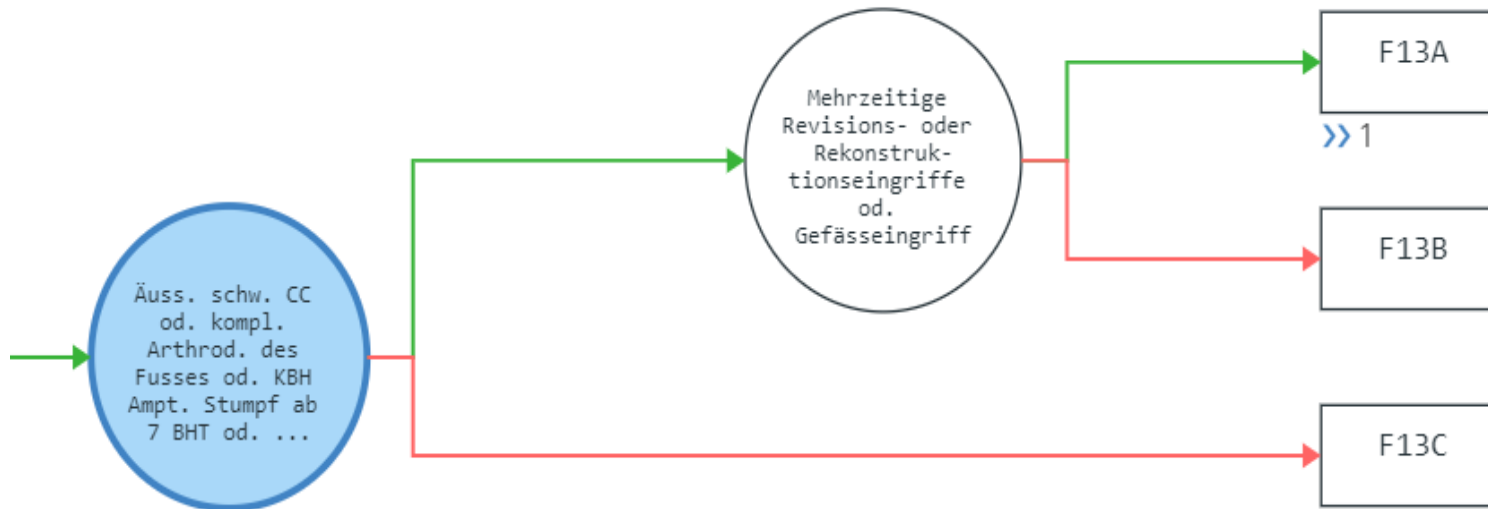 F13A
Mehrzeitige
Revisions- oder
Rekonstruk-
tionseingriffe
od.
Gefässeingriff
❯❯ 1
F13B
Äuss. schw. CC
od. kompl.
Arthrod. des
Fusses od. KBH
Ampt. Stumpf ab
7 BHT od. ...
F13C